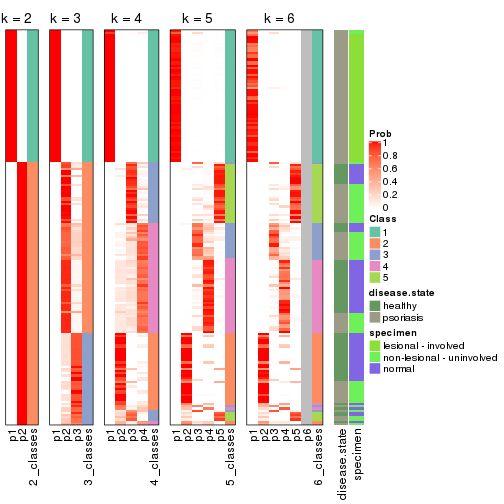 k = 2
k = 3
k = 4
k = 5
k = 6
p1
p2
2_classes
p1
p2
p3
3_classes
p1
p2
p3
p4
4_classes
p1
p2
p3
p4
p5
5_classes
p1
p2
p3
p4
p5
p6
6_classes
disease.state
specimen
Prob
1
0.8
0.6
0.4
0.2
0
Class
1
2
3
4
5
disease.state
healthy
psoriasis
specimen
lesional - involved
non-lesional - uninvolved
normal